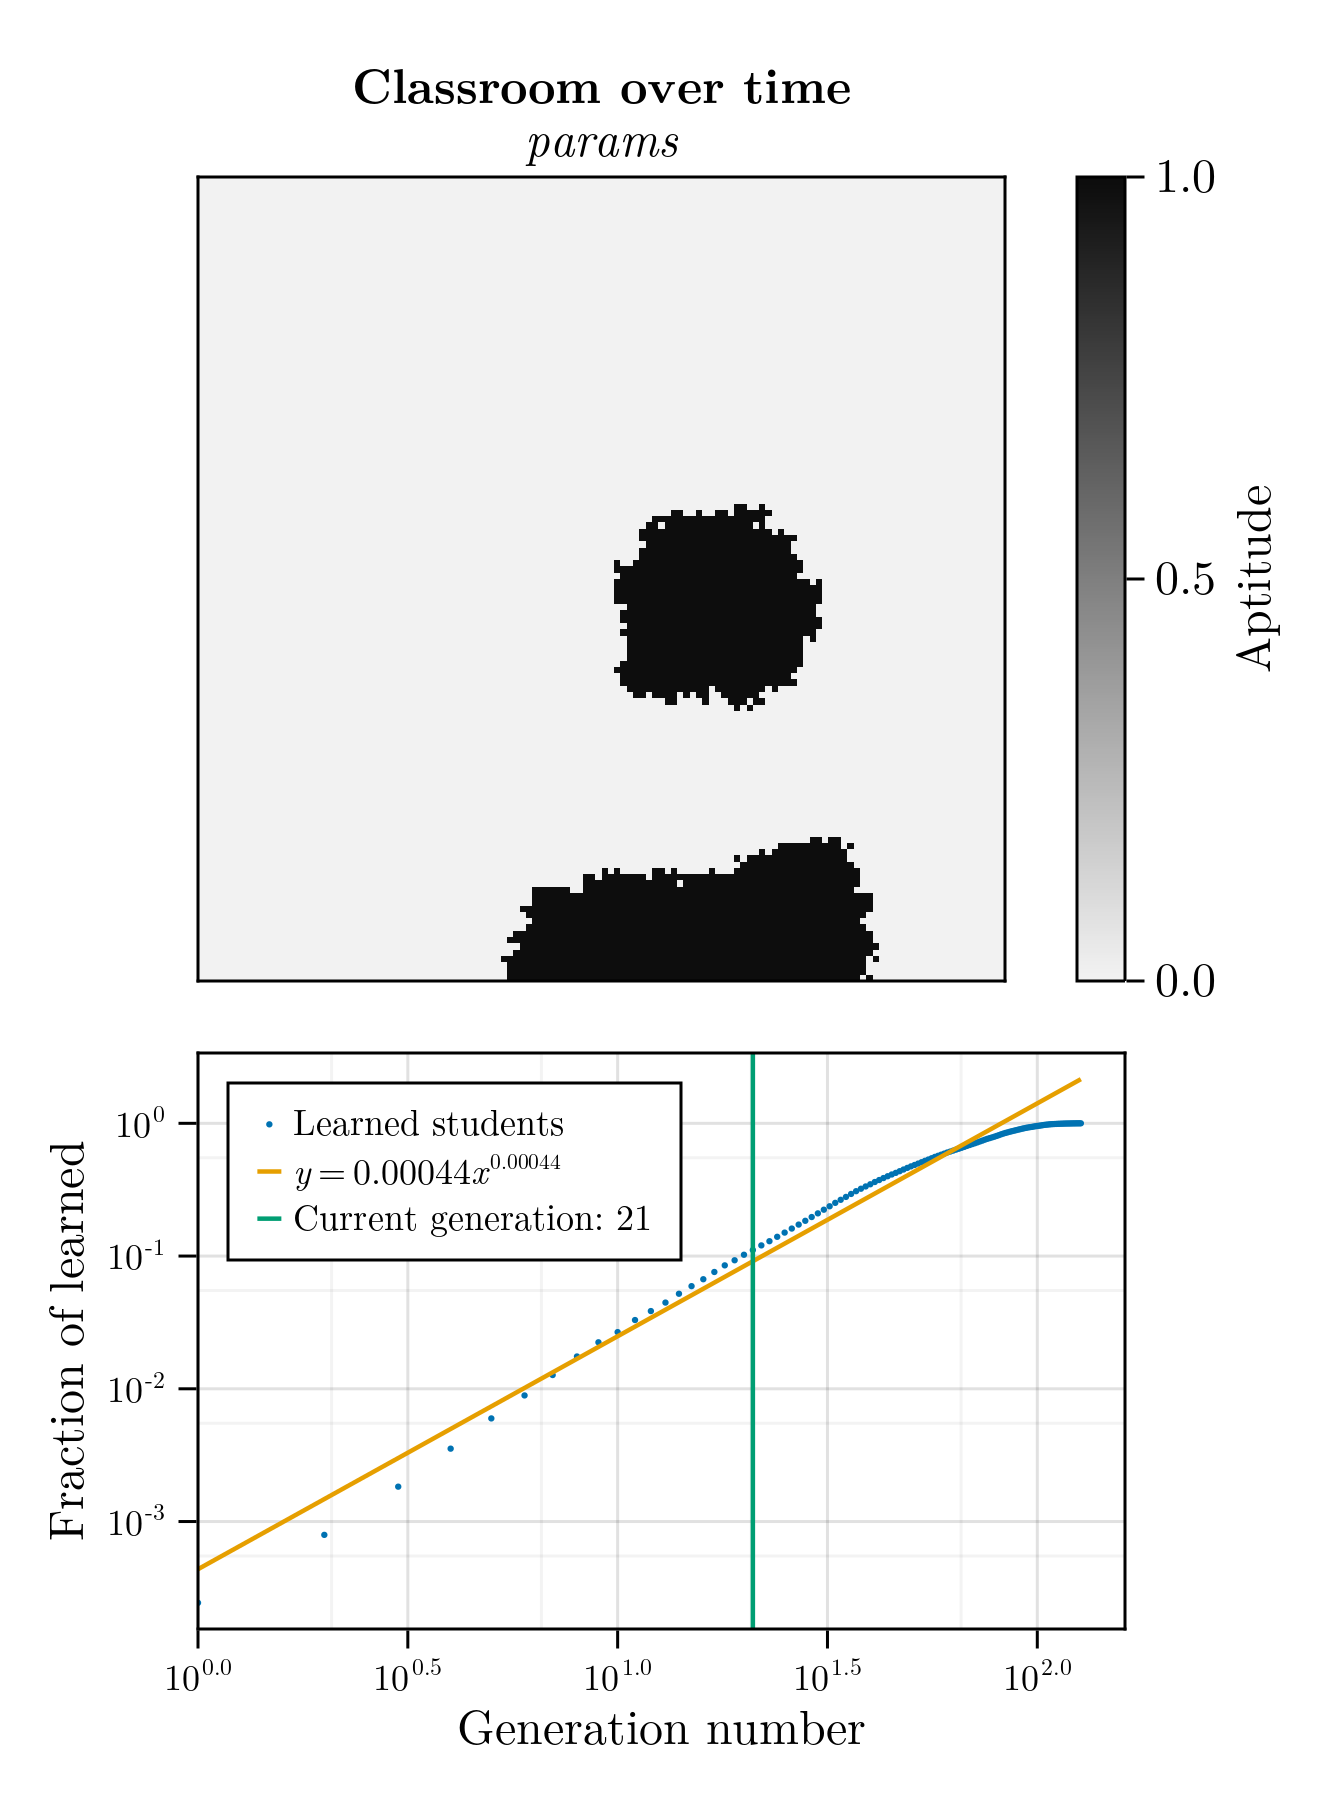 Classroom over time
params
1.0
0.5
0.0
Aptitude
Learned students
y = 0.00044x^0.00044
Current generation: 21
10^0
10^-1
10^-2
10^-3
Fraction of learned
10^0.0 10^0.5 10^1.0 10^1.5 10^2.0
Generation number